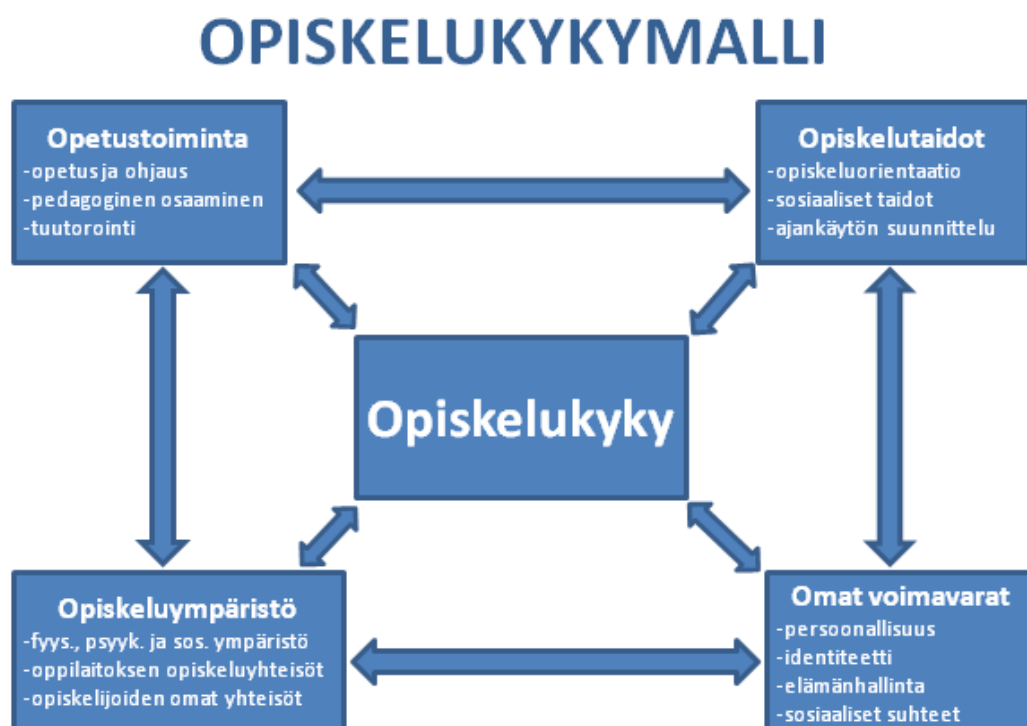 OPISKELUKYKYMALLI
Opetustoiminta
-opetus ja ohjaus
-pedagoginen osaaminen
-tuutorointi
Opiskelutaidot
-opiskeluorientaatio
-sosiaaliset taidot
-ajankäytön suunnittelu
Opiskelukyky
Opiskeluympäristö
-fyys., psyyk. ja sos. ympäristö
-oppilaitoksen opiskeluyhteisöt
-opiskelijoiden omat yhteisöt
Omat voimavarat
-persoonallisuus
-identiteetti
-elämänhallinta
-sosiaaliset suhteet